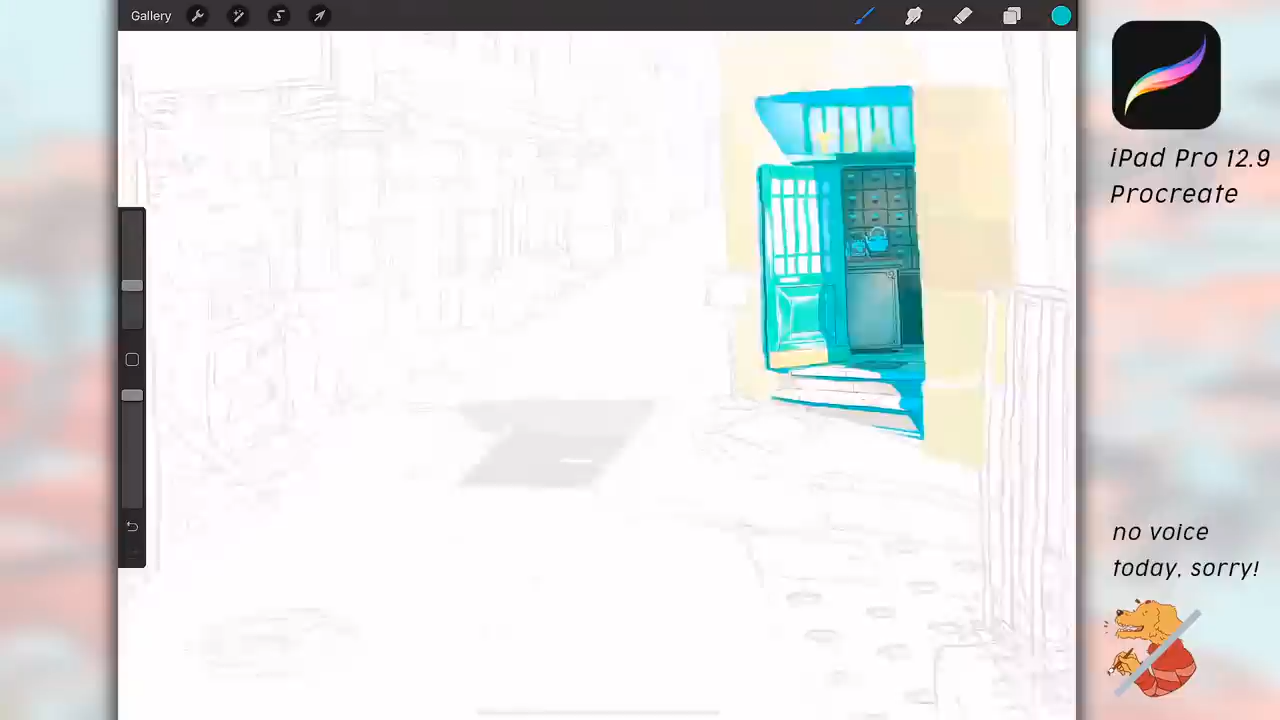 Gallery
iPad Pro 12.9
Procreate
no voice
today, sorry!